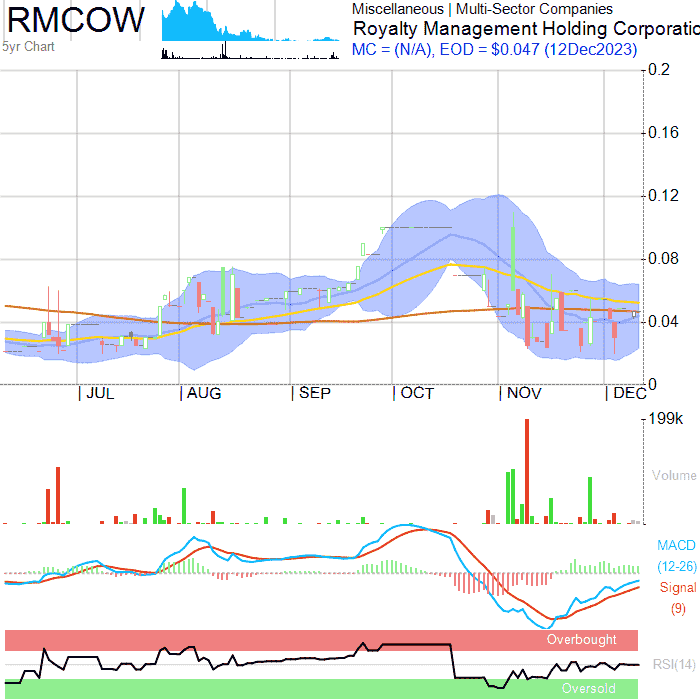 RMCOW
5yr Chart
Miscellaneous | Multi-Sector Companies
Royalty Management Holding Corporatio
MC = (N/A), EOD = $0.047 (12Dec2023)
0.2
0.16
0.12
0.08
0.04
0
JUL
AUG
SEP
OCT
NOV
DEC
199k
Volume
MACD
(12-26)
Signal
(9)
Overbought
RSI(14)
Oversold